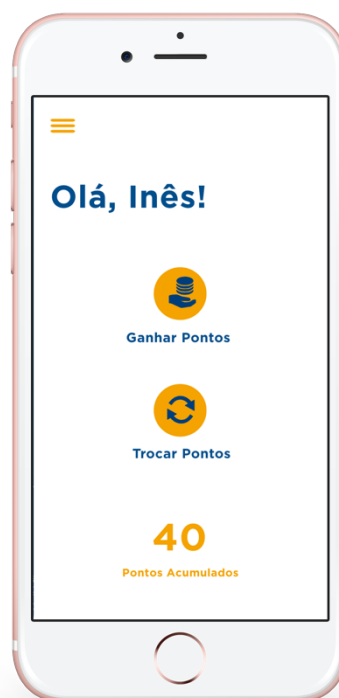 Olá, Inês!
Ganhar Pontos
Trocar Pontos
40
Pontos Acumulados